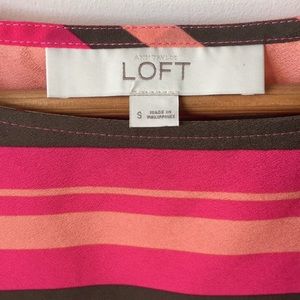 ANN TAYLOR
LOFT
S
MADE IN
PHILIPPINES